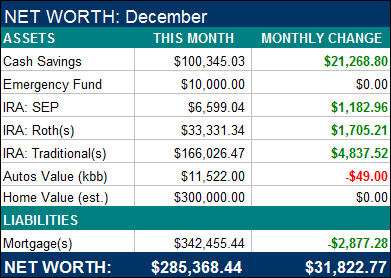 NET WORTH: December
ASSETS THIS MONTH MONTHLY CHANGE
Cash Savings $100,345.03 $21,268.80
Emergency Fund $10,000.00 $0.00
IRA: SEP $6,599.04 $1,182.96
IRA: Roth(s) $33,331.34 $1,705.21
IRA: Traditional(s) $166,026.47 $4,837.52
Autos Value (kbb) $11,522.00 -$49.00
Home Value (est.) $300,000.00 $0.00
LIABILITIES
Mortgage(s) $342,455.44 -$2,877.28
NET WORTH: $285,368.44 $31,822.77